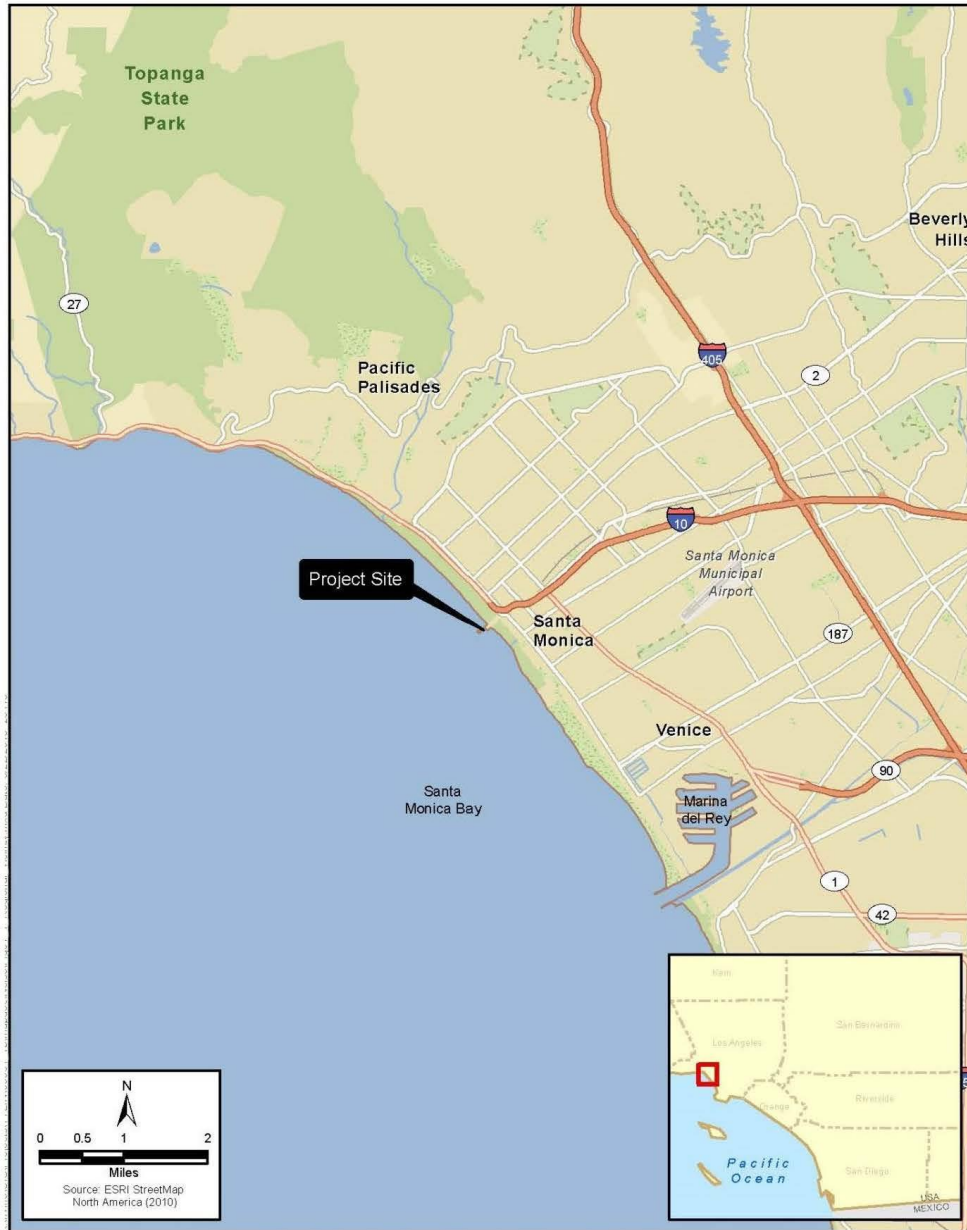 Topanga
State
Park
Beverly
Hills
27
405
2
Pacific
Palisades
10
Santa Monica
Municipal
Airport
Project Site
Santa
Monica
187
Venice
90
Santa
Monica Bay
Marina
del Rey
1
42
N
0 0.5 1 2
Miles
Source: ESRI StreetMap
North America (2010)
Kern
San Bernardino
Los Angeles
Orange
Riverside
Pacific
Ocean
San Diego
USA
MEXICO
5